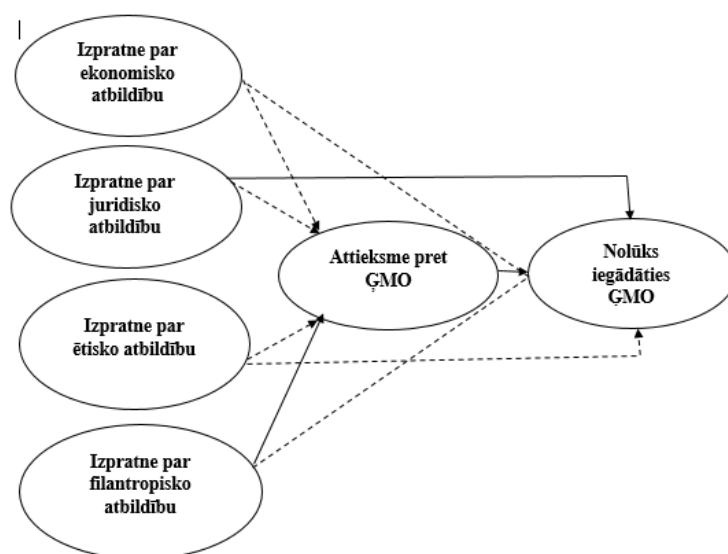 Izpratne par
ekonomisko
atbildību
Izpratne par
juridisko
atbildību
Attieksme pret
ĢMO
Nolūks
iegādāties
ĢMO
Izpratne par
ētisko atbildību
Izpratne par
filantropisko
atbildību